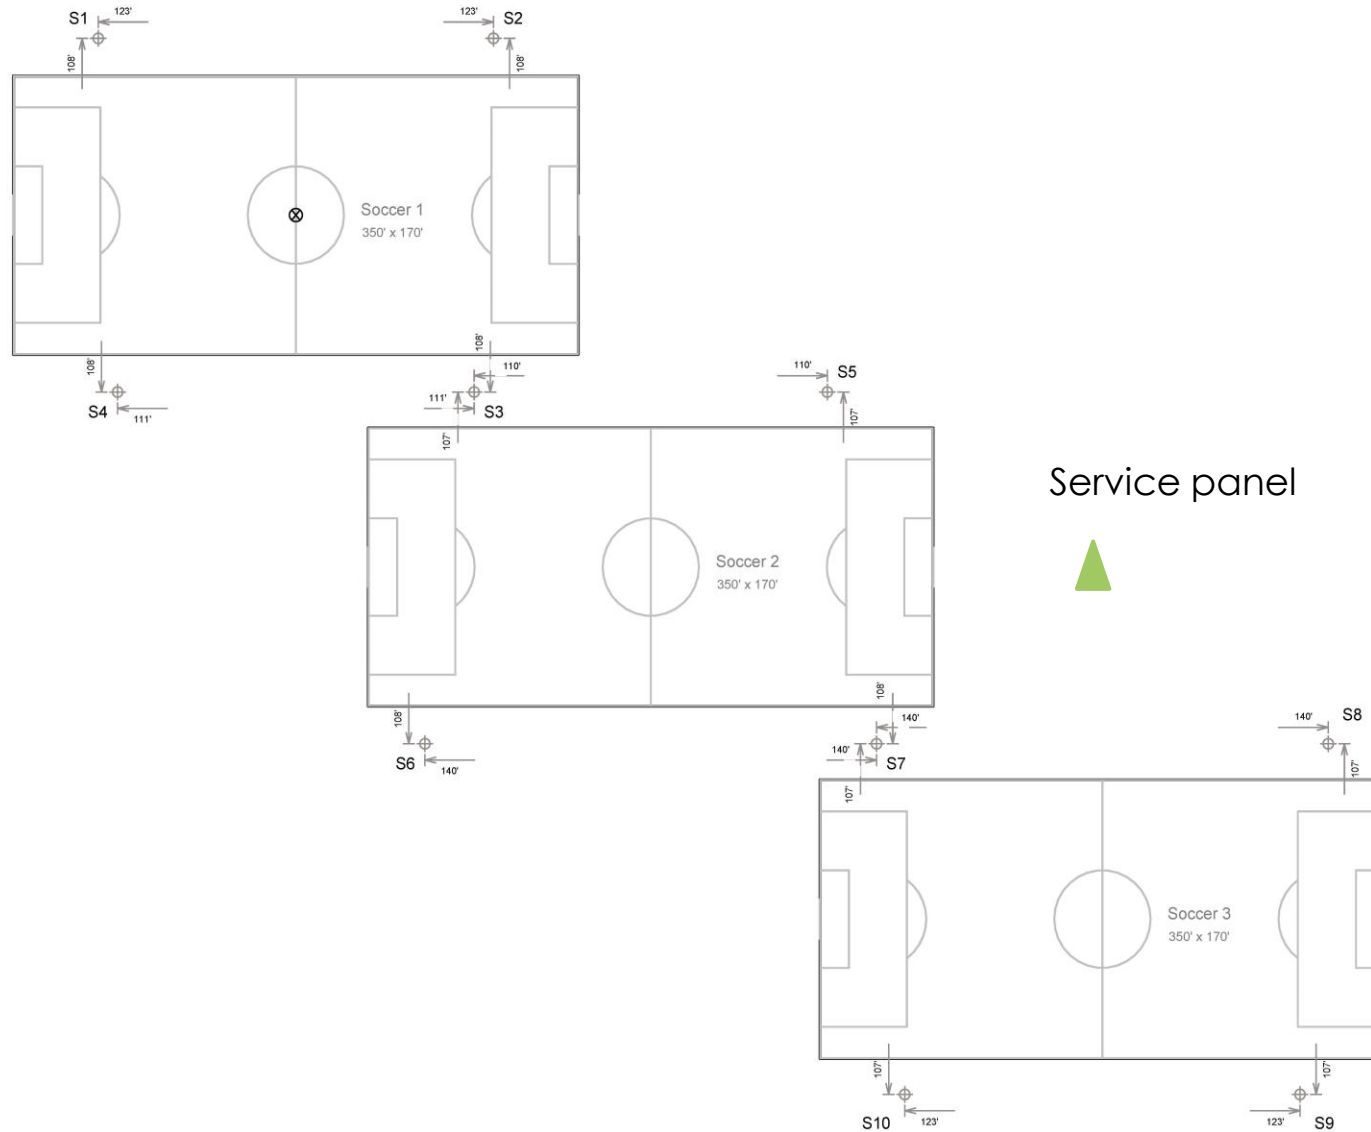 S1
123'
123'
S2
108'
108'
Soccer 1
350' x 170'
108'
108'
110'
110'
S5
S4
111'
111'
S3
107'
107'
Service panel
Soccer 2
350' x 170'
108'
108'
140'
140'
S8
S6
140'
140'
S7
107'
107'
Soccer 3
350' x 170'
107'
107'
S10
123'
123'
S9